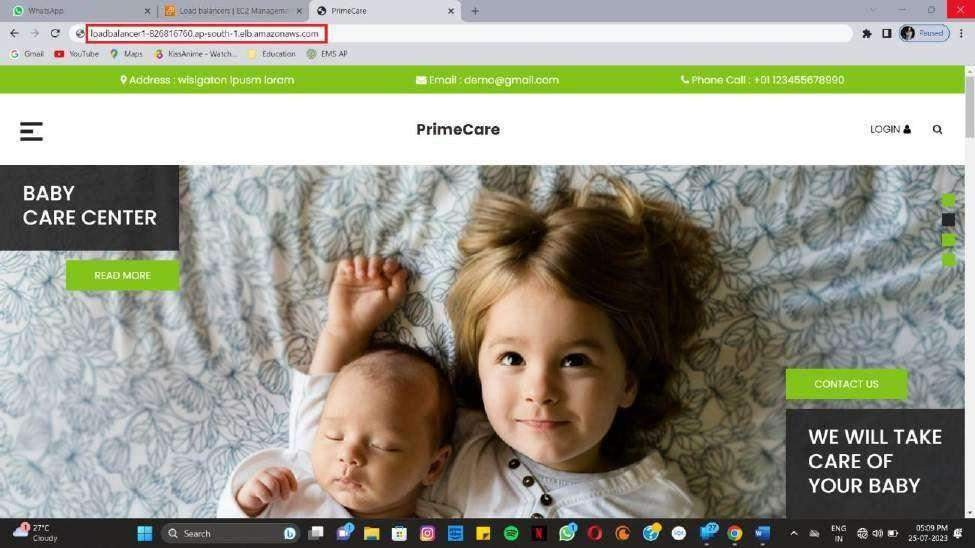 WhatsApp
Load balancers | EC2 Managemen
PrimeCare
loadbalancer1-826816760.ap-south-1.elb.amazonaws.com
Paused
Gmail
YouTube
Maps
KissAnime - Watch...
Education
EMS AP
Address : wisigaton ipusm loram
Email : demo@gmail.com
Phone Call : +01 123455678990
PrimeCare
LOGIN
BABY
CARE CENTER
READ MORE
CONTACT US
WE WILL TAKE
CARE OF
YOUR BABY
27°C
Cloudy
Search
ENG
IN
05:09 PM
25-07-2023